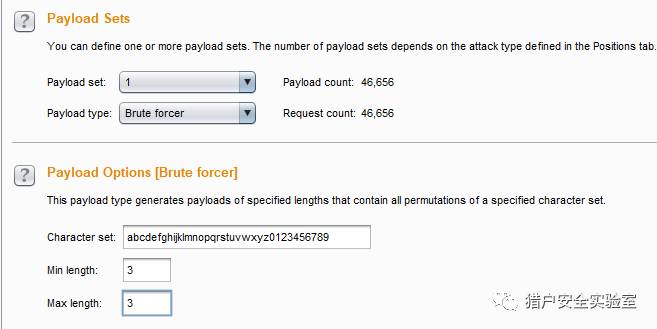 Payload Sets
You can define one or more payload sets. The number of payload sets depends on the attack type defined in the Positions tab.
Payload set: 1 Payload count: 46,656
Payload type: Brute forcer Request count: 46,656
Payload Options [Brute forcer]
This payload type generates payloads of specified lengths that contain all permutations of a specified character set.
Character set: abcdefghijklmnopqrstuvwxyz0123456789
Min length: 3
Max length: 3
猎户安全实验室